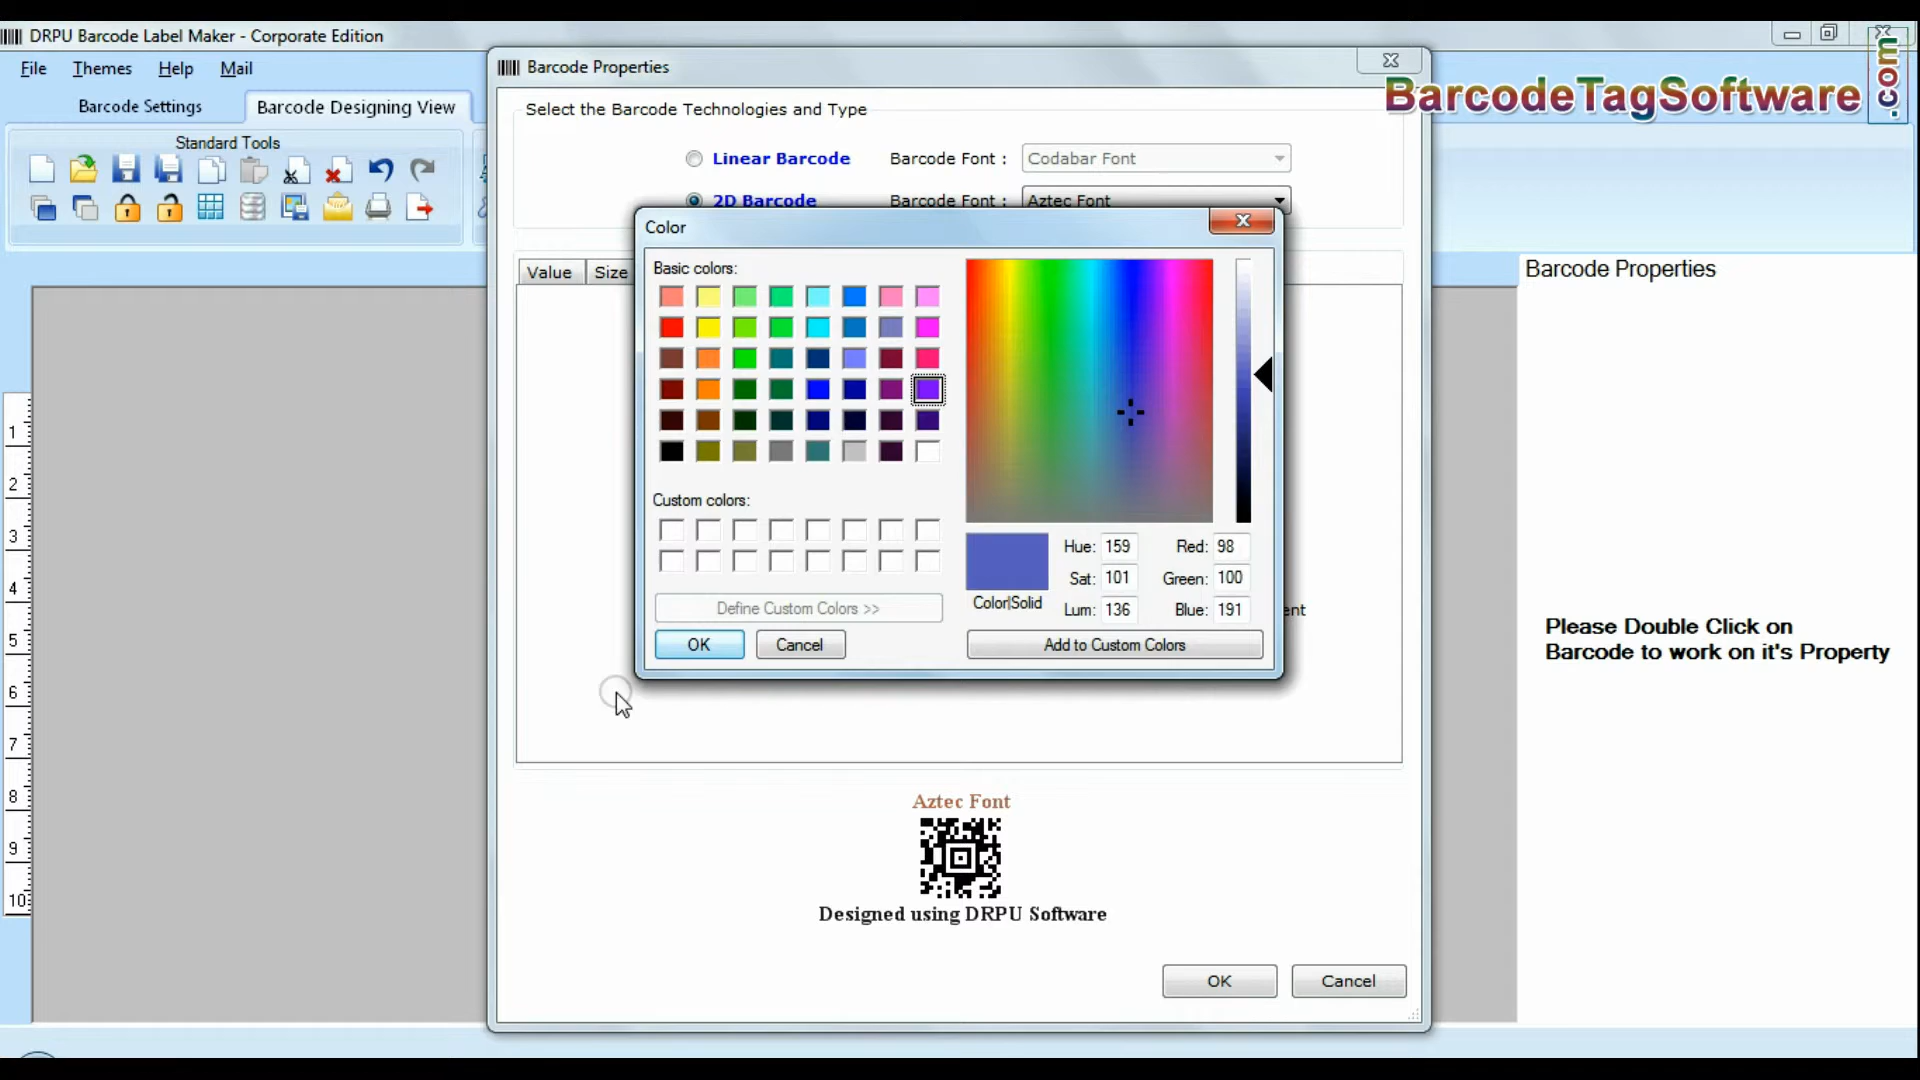 DRPU Barcode Label Maker - Corporate Edition
File Themes Help Mail
Barcode Settings Barcode Designing View
Standard Tools
Barcode Properties
BarcodeTagSoftware.com
Select the Barcode Technologies and Type
Linear Barcode Barcode Font : Codabar Font
2D Barcode Barcode Font : Aztec Font
Value Size
Color
Basic colors:
Custom colors:
Define Custom Colors >>
OK Cancel
Hue: 159 Red: 98
Sat: 101 Green: 100
Color|Solid
Lum: 136 Blue: 191
Add to Custom Colors
Barcode Properties
Please Double Click on
Barcode to work on it's Property
1
2
3
4
5
6
7
8
9
10
Aztec Font
Designed using DRPU Software
OK Cancel